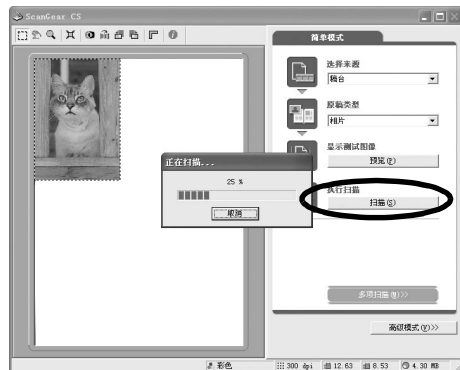 ScanGear CS
简单模式
选择来源
稿台
原稿类型
相片
显示测试图像
预览(P)
正在扫描...
25 %
取消
执行扫描
扫描(S)
多项扫描(M)>>
高级模式(V)>>
彩色
300 dpi
12.63
8.53
4.30 MB